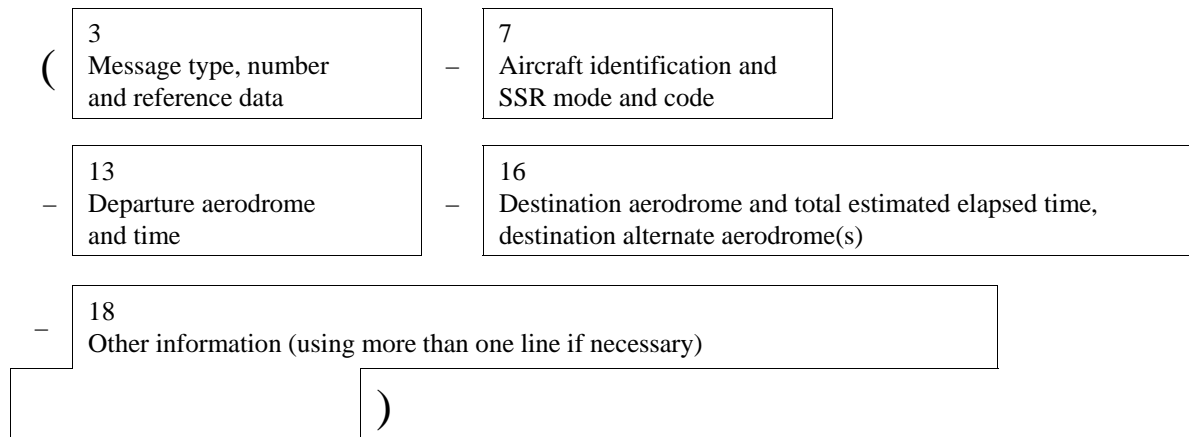 (
3
Message type, number
and reference data
–
7
Aircraft identification and
SSR mode and code
–
13
Departure aerodrome
and time
–
16
Destination aerodrome and total estimated elapsed time,
destination alternate aerodrome(s)
–
18
Other information (using more than one line if necessary)
)